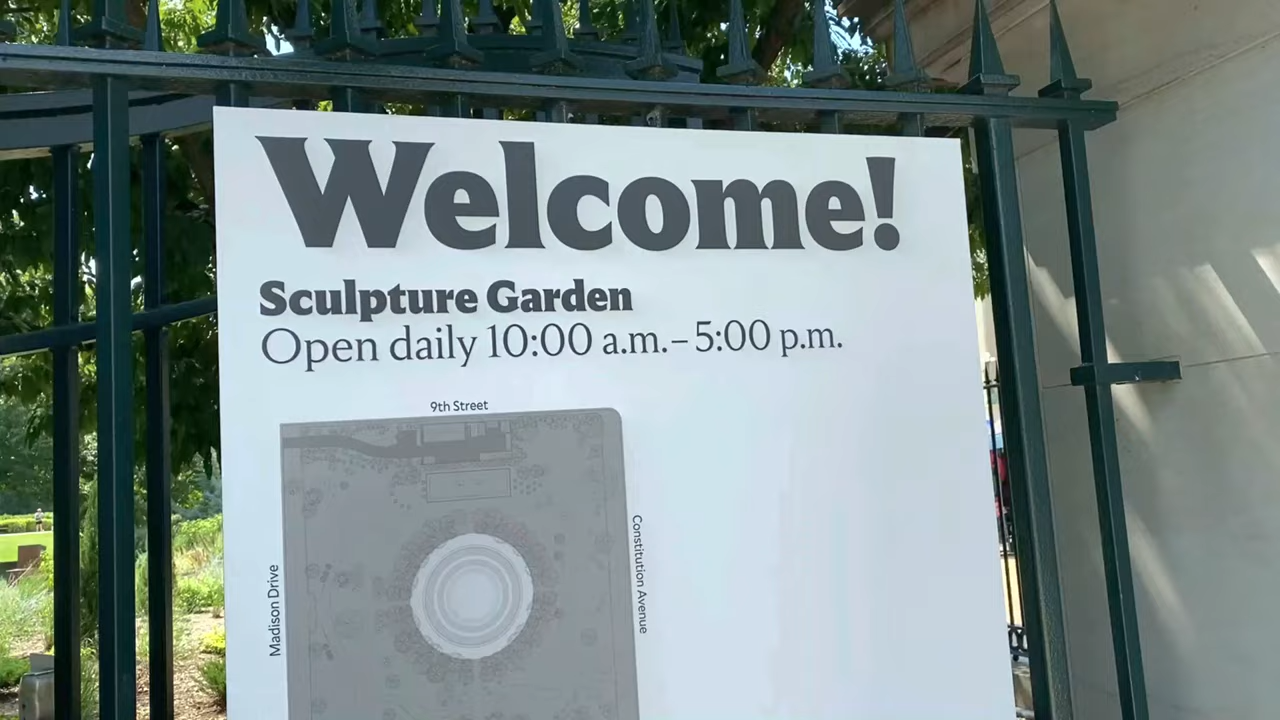 Welcome!
Sculpture Garden
Open daily 10:00 a.m.–5:00 p.m.
9th Street
Madison Drive
Constitution Avenue